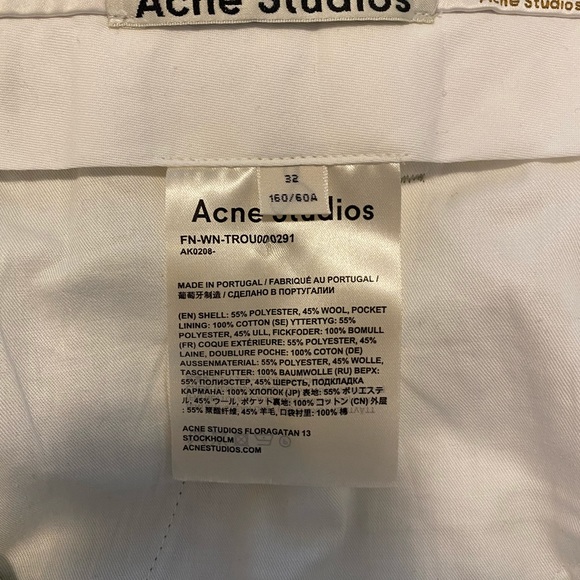 Acne Studios
Acne Studios
32
160/60A
Acne Studios
FN-WN-TROU000291
AK0208-
MADE IN PORTUGAL / FABRIQUÉ AU PORTUGAL /
葡萄牙制造 / СДЕЛАНО В ПОРТУГАЛИИ
(EN) SHELL: 55% POLYESTER, 45% WOOL, POCKET
LINING: 100% COTTON (SE) YTTERTYG: 55%
POLYESTER, 45% ULL, FICKFODER: 100% BOMULL
(FR) COQUE EXTÉRIEURE: 55% POLYESTER, 45%
LAINE, DOUBLURE POCHE: 100% COTON (DE)
AUSSENMATERIAL: 55% POLYESTER, 45% WOLLE,
TASCHENFUTTER: 100% BAUMWOLLE (RU) ВЕРХ:
55% ПОЛИЭСТЕР, 45% ШЕРСТЬ, ПОДКЛАДКА
КАРМАНА: 100% ХЛОПОК (JP) 表地: 55% ポリエステ
ル, 45% ウール, ポケット裏地: 100% コットン (CN) 外层
: 55% 聚酯纤维, 45% 羊毛, 口袋衬里: 100% 棉
ACNE STUDIOS FLORAGATAN 13
STOCKHOLM
ACNESTUDIOS.COM